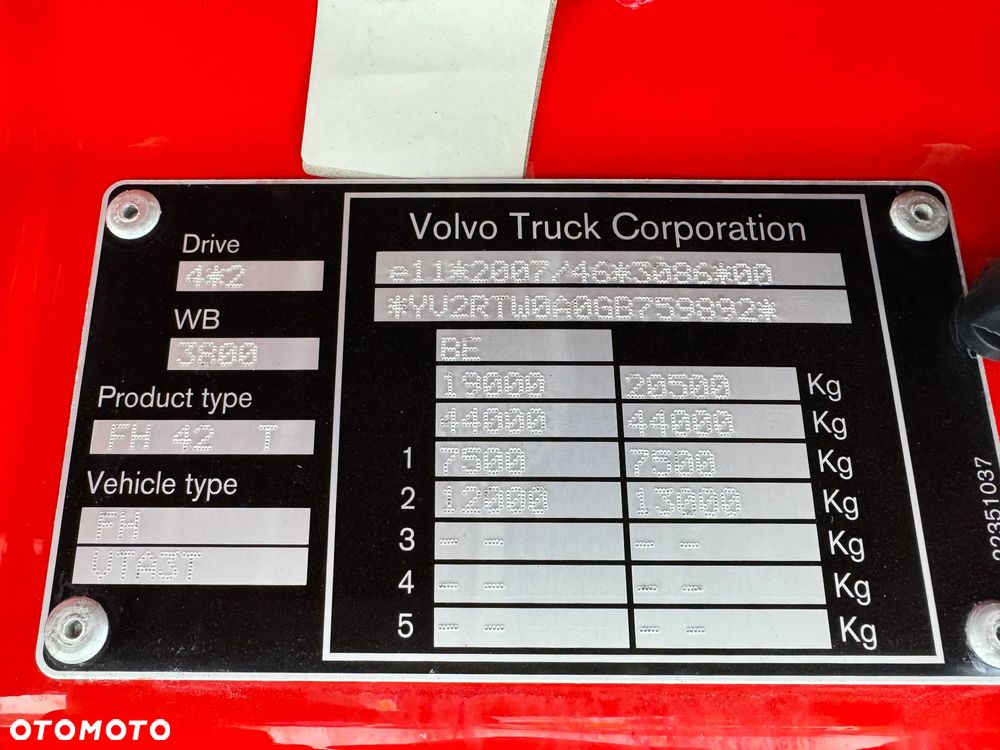 Drive
4*2
WB
3800
Product type
FH 42 T
Vehicle type
FH
VTA3T
Volvo Truck Corporation
e11*2007/46*3086*00
*YV2RTW0A0GB759892*
BE
19000 20500 Kg
44000 44000 Kg
1 7500 7500 Kg
2 12000 13000 Kg
3 -- -- -- -- Kg
4 -- -- -- -- Kg
5 -- -- -- -- Kg
22351037
OTOMOTO